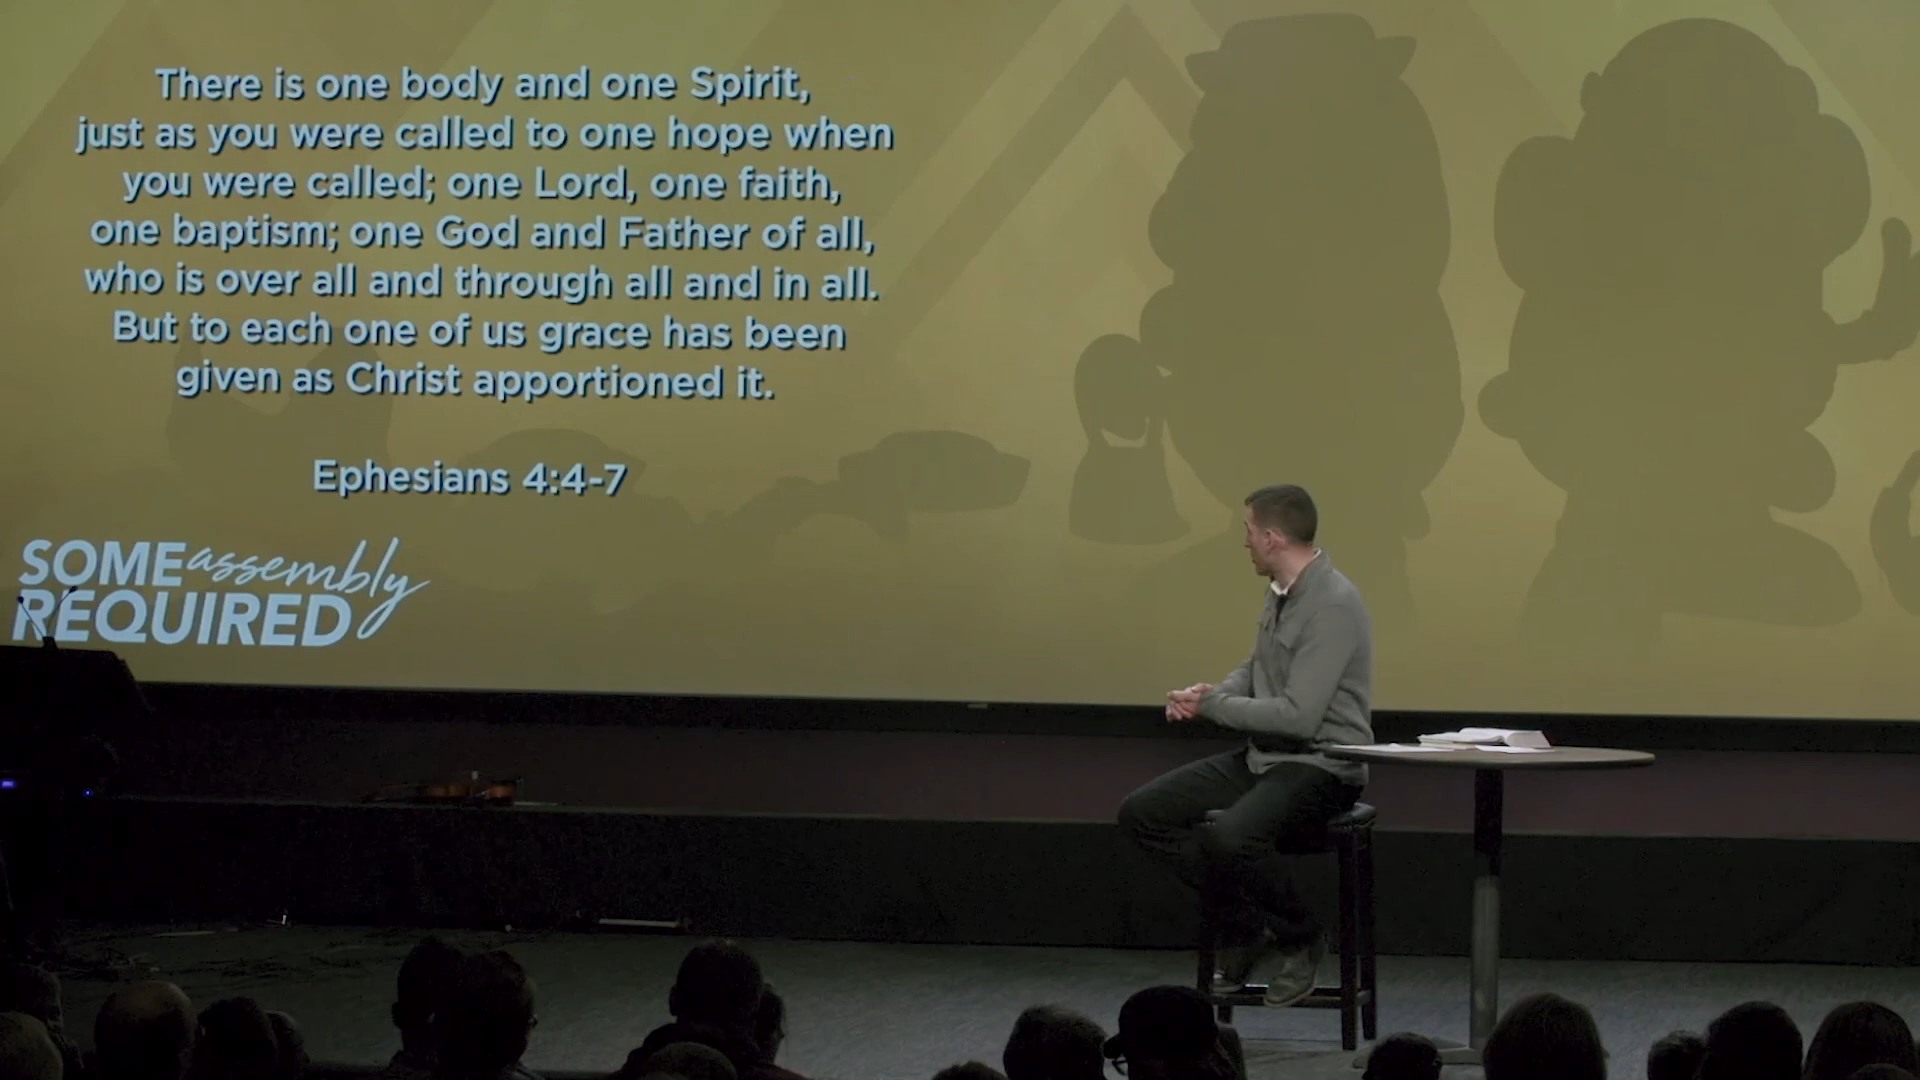 There is one body and one Spirit,
just as you were called to one hope when
you were called; one Lord, one faith,
one baptism; one God and Father of all,
who is over all and through all and in all.
But to each one of us grace has been
given as Christ apportioned it.
Ephesians 4:4-7
SOME assembly
REQUIRED